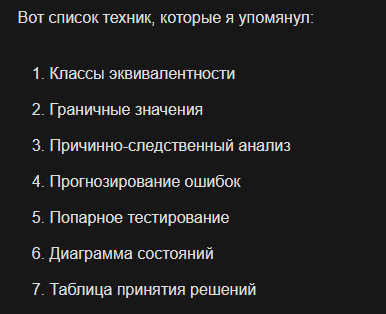 Вот список техник, которые я упомянул:
1. Классы эквивалентности
2. Граничные значения
3. Причинно-следственный анализ
4. Прогнозирование ошибок
5. Попарное тестирование
6. Диаграмма состояний
7. Таблица принятия решений